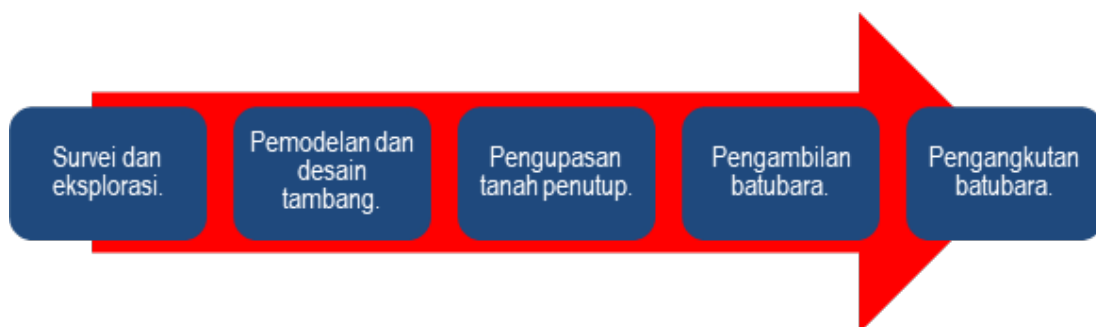 Survei dan
eksplorasi.
Pemodelan dan
desain
tambang.
Pengupasan
tanah penutup.
Pengambilan
batubara.
Pengangkutan
batubara.